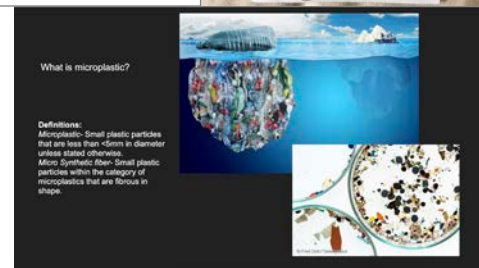 What is microplastic?
Definitions:
Microplastic- Small plastic particles
that are less than <5mm in diameter
unless stated otherwise.
Micro Synthetic fiber- Small plastic
particles within the category of
microplastics that are fibrous in
shape.